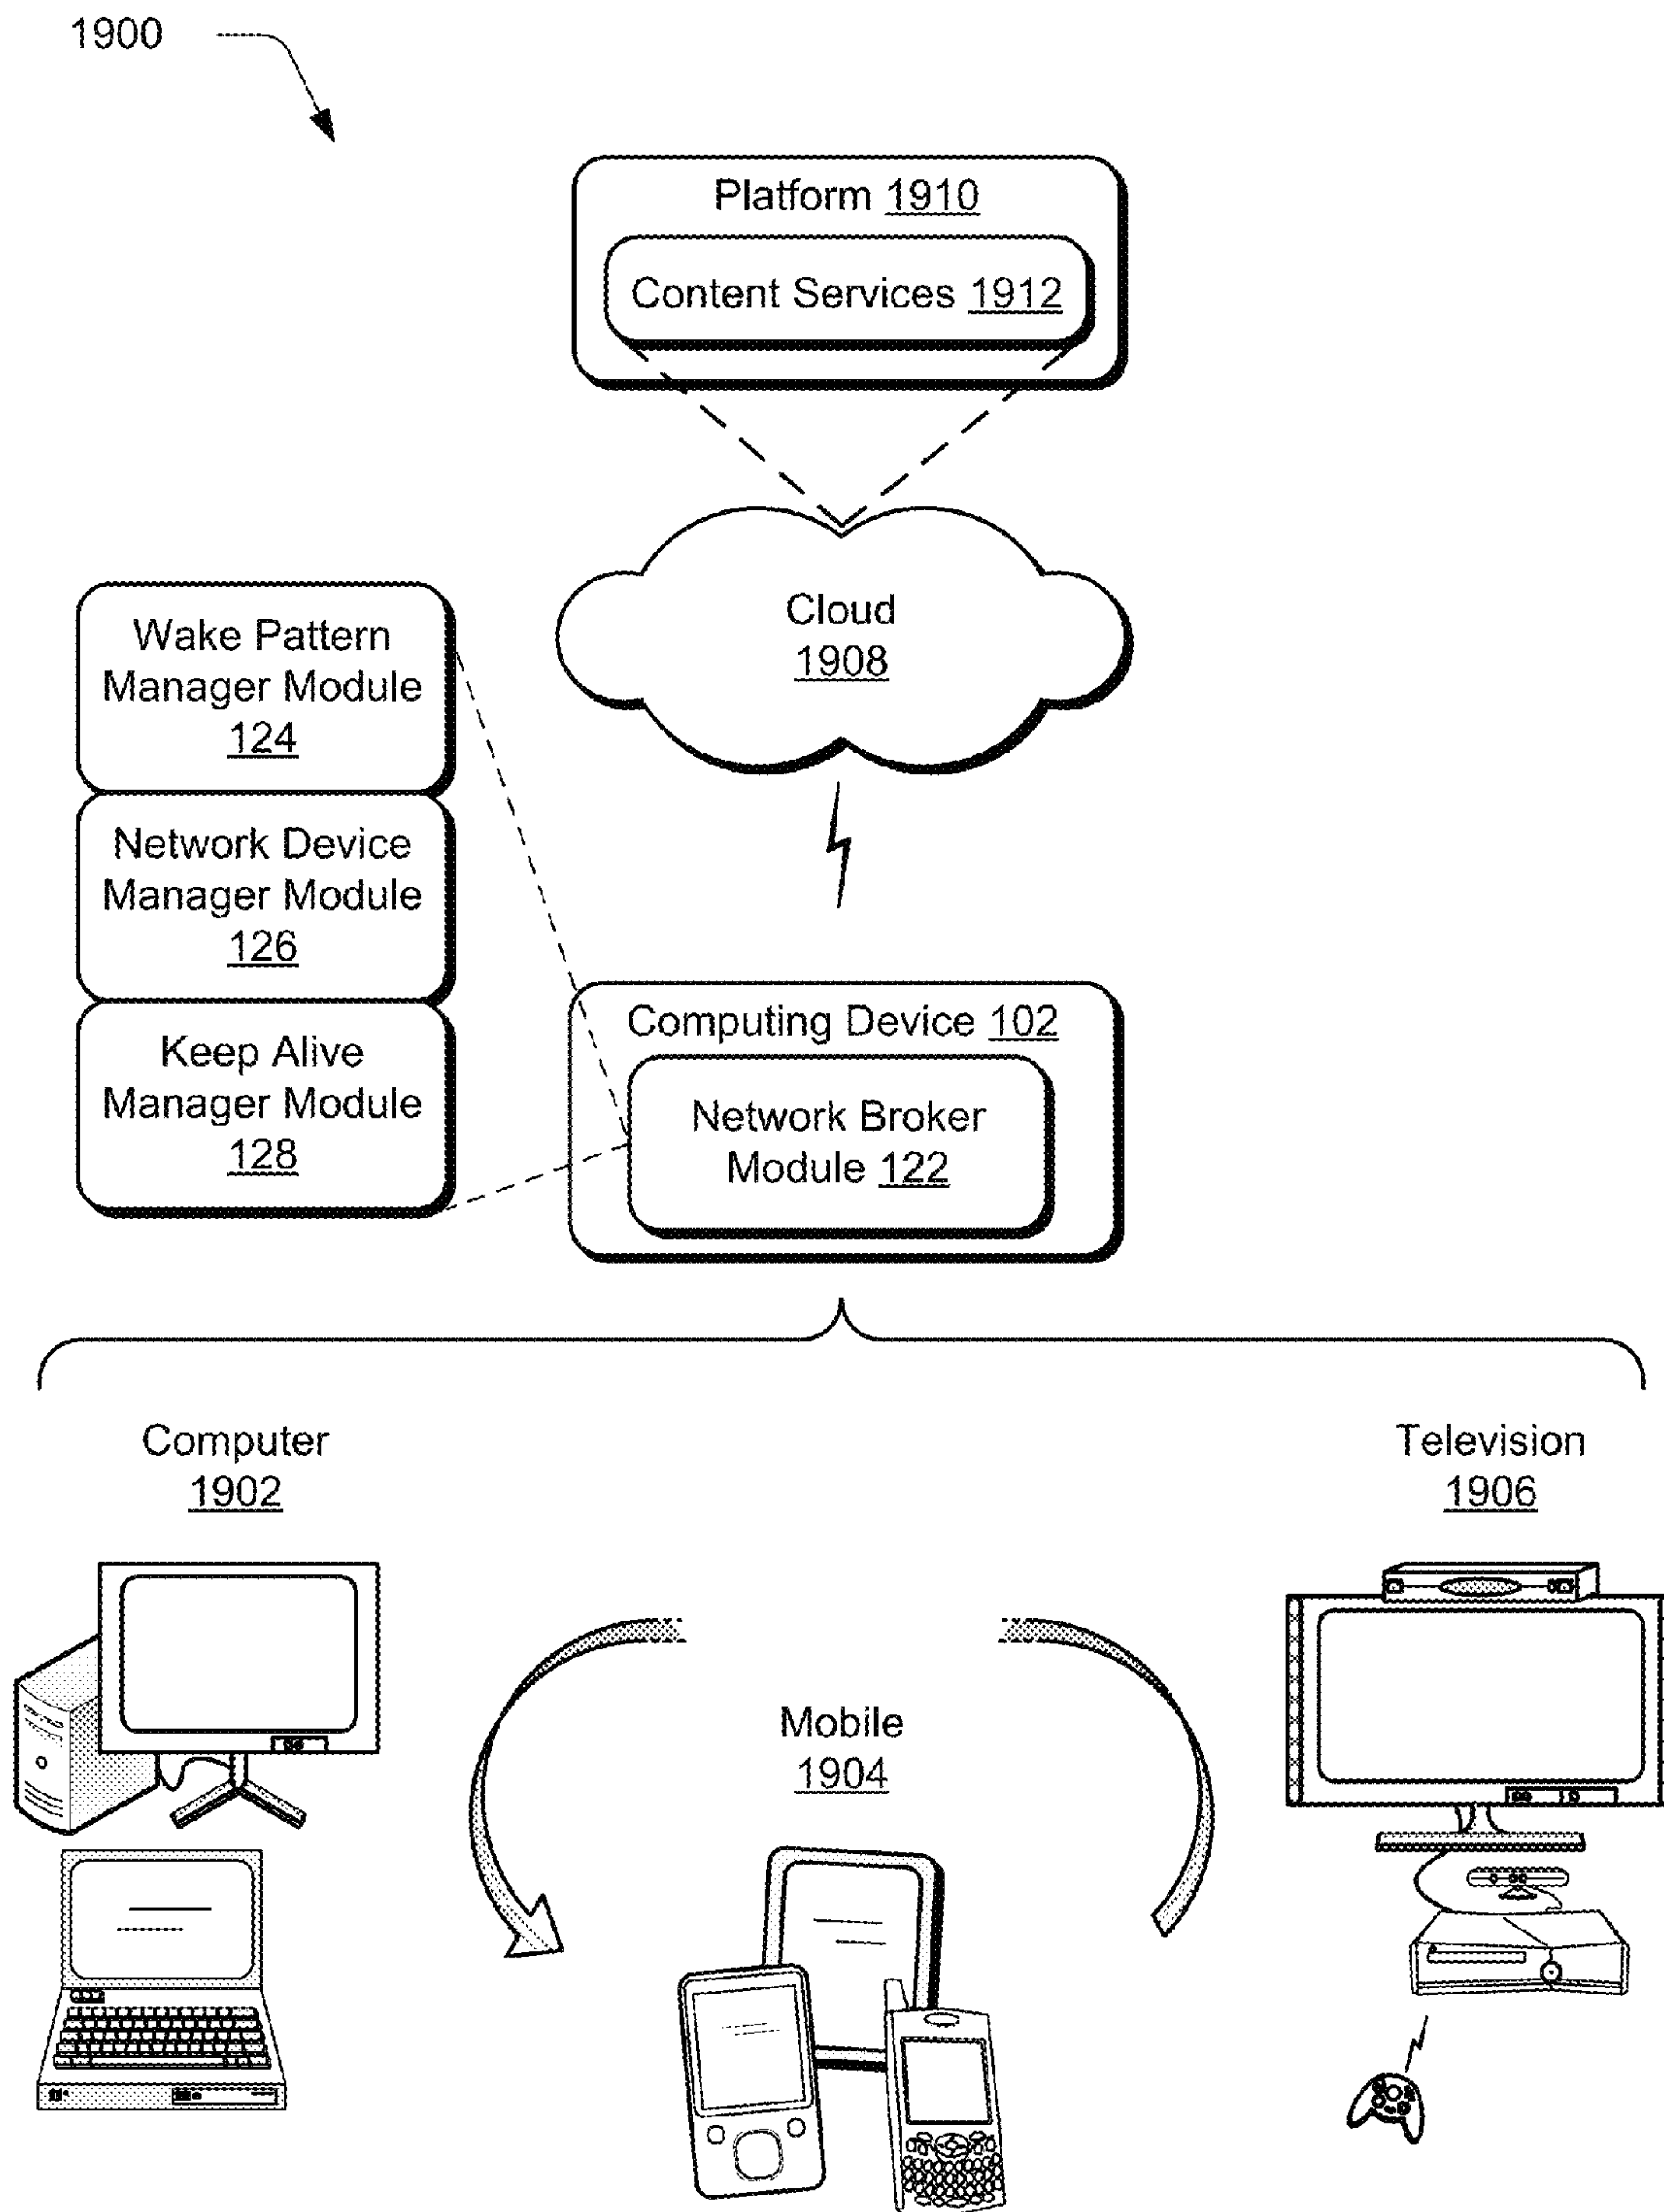 1900
Platform 1910
Content Services 1912
Cloud
1908
Wake Pattern
Manager Module
124
Network Device
Manager Module
126
Keep Alive
Manager Module
128
Computing Device 102
Network Broker
Module 122
Computer
1902
Television
1906
Mobile
1904